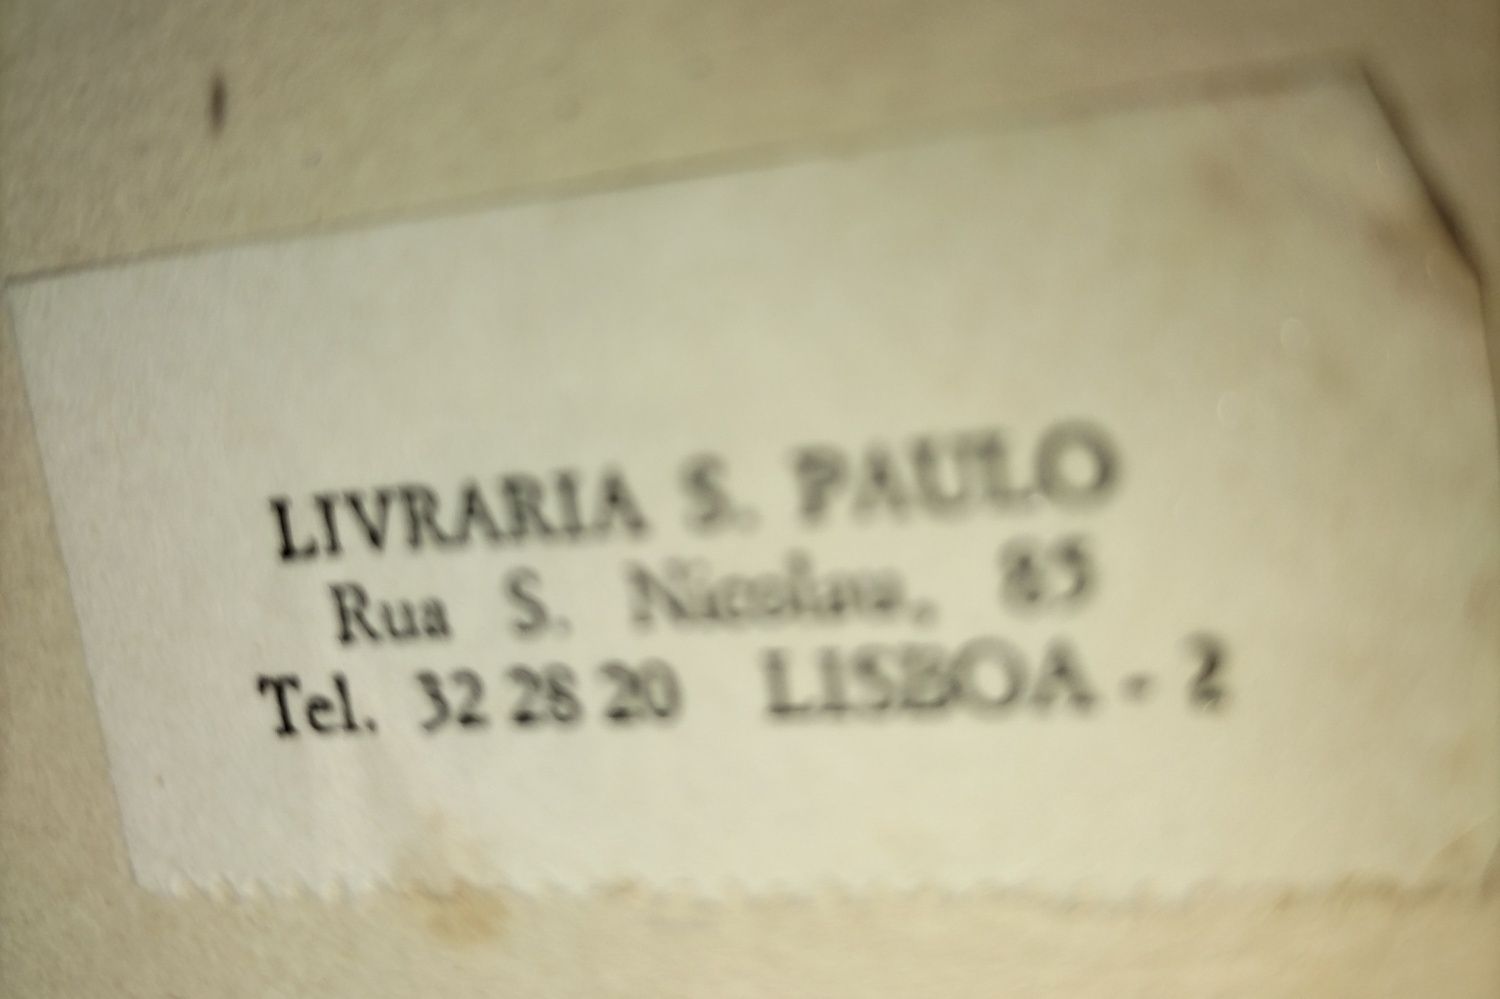 LIVRARIA S. PAULO
Rua S. Nicolau, 85
Tel. 32 28 20 LISBOA - 2